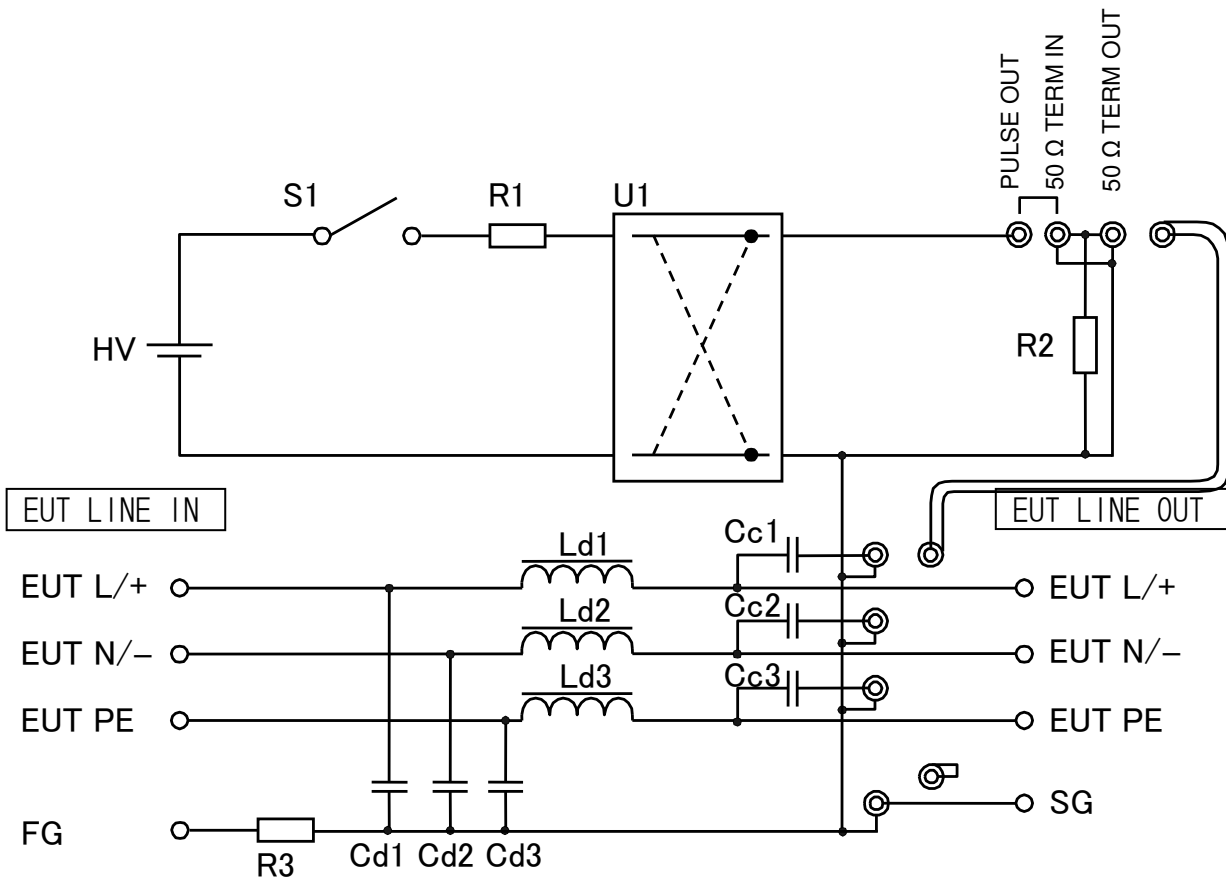 PULSE OUT
50 Ω TERM IN
50 Ω TERM OUT
S1
R1
U1
HV
R2
EUT LINE IN
EUT LINE OUT
Cc1
Ld1
EUT L/+
EUT L/+
Cc2
Ld2
EUT N/−
EUT N/−
Cc3
Ld3
EUT PE
EUT PE
SG
FG
R3
Cd1
Cd2
Cd3